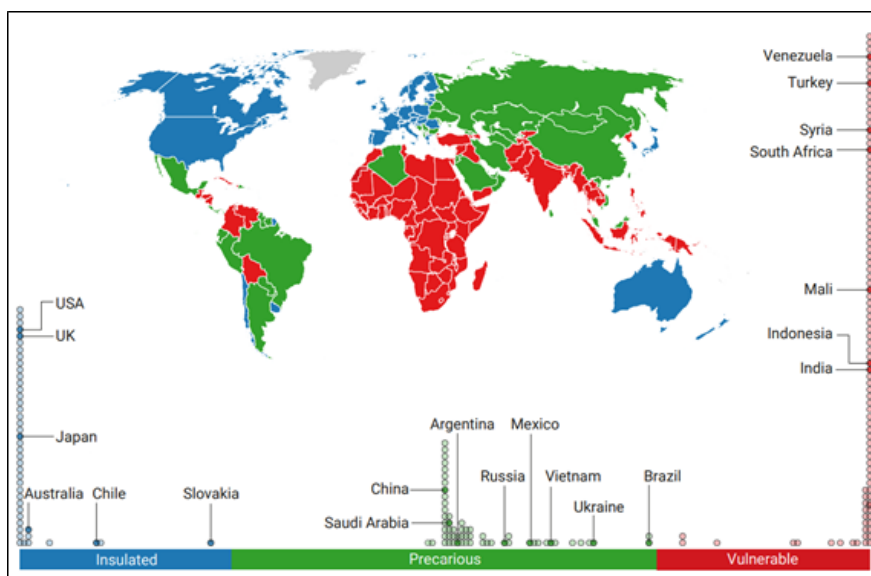 Venezuela
Turkey
Syria
South Africa
Mali
Indonesia
India
USA
UK
Japan
Argentina
Mexico
China
Russia
Vietnam
Brazil
Australia
Chile
Slovakia
Saudi Arabia
Ukraine
Insulated
Precarious
Vulnerable